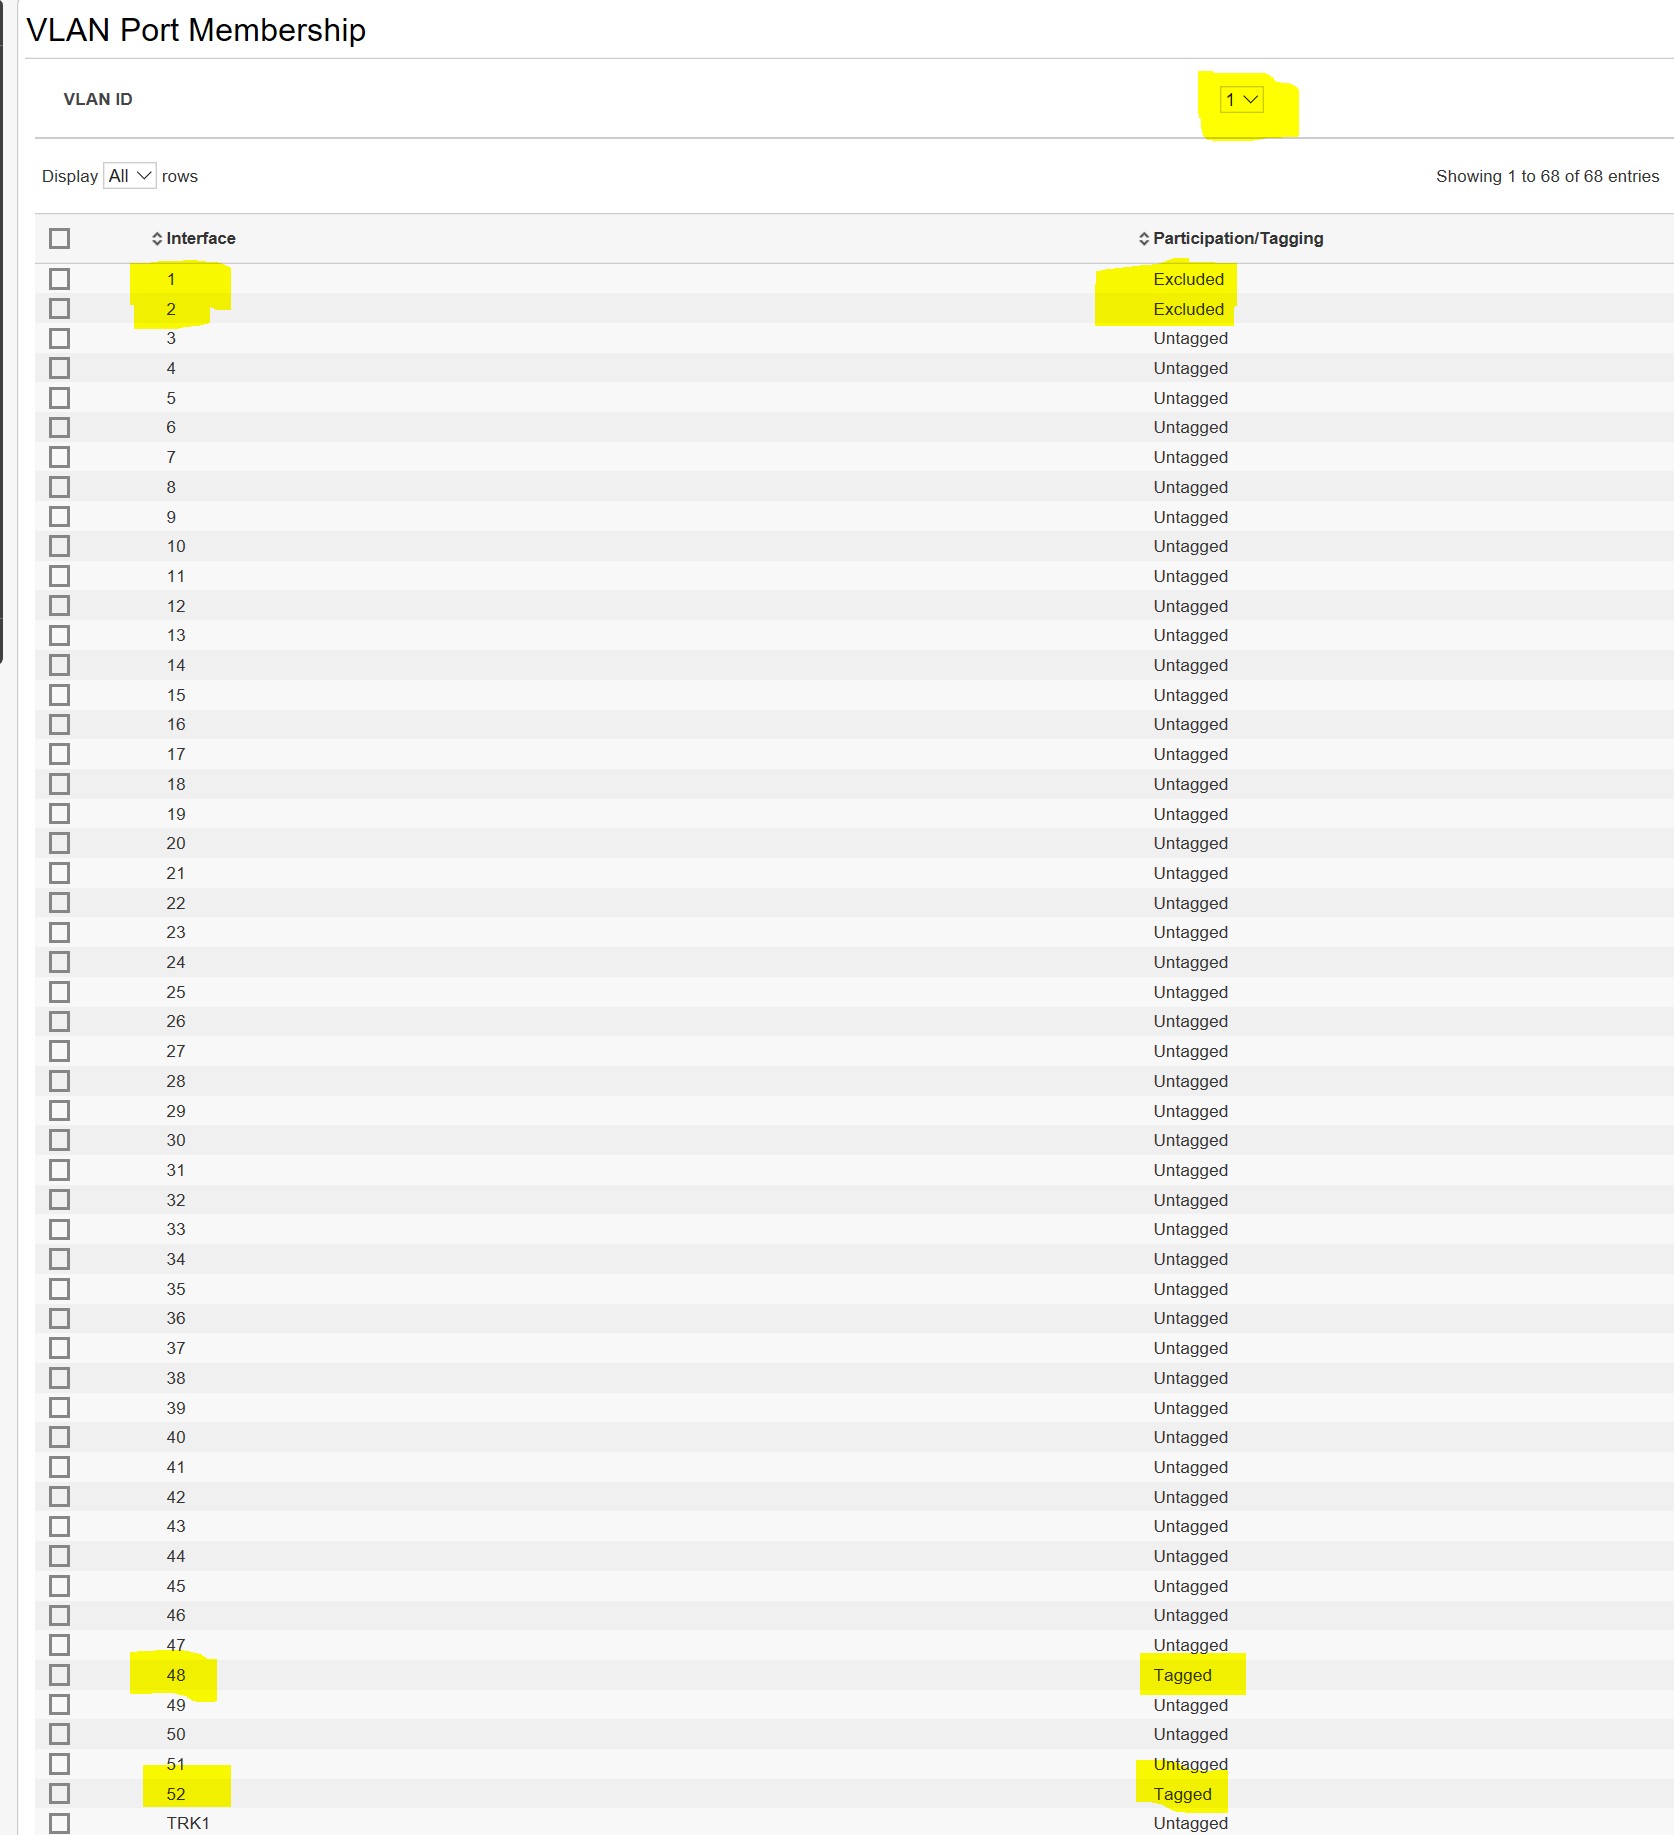 VLAN Port Membership
VLAN ID 1
Display All rows Showing 1 to 68 of 68 entries
Interface Participation/Tagging
1 Excluded
2 Excluded
3 Untagged
4 Untagged
5 Untagged
6 Untagged
7 Untagged
8 Untagged
9 Untagged
10 Untagged
11 Untagged
12 Untagged
13 Untagged
14 Untagged
15 Untagged
16 Untagged
17 Untagged
18 Untagged
19 Untagged
20 Untagged
21 Untagged
22 Untagged
23 Untagged
24 Untagged
25 Untagged
26 Untagged
27 Untagged
28 Untagged
29 Untagged
30 Untagged
31 Untagged
32 Untagged
33 Untagged
34 Untagged
35 Untagged
36 Untagged
37 Untagged
38 Untagged
39 Untagged
40 Untagged
41 Untagged
42 Untagged
43 Untagged
44 Untagged
45 Untagged
46 Untagged
47 Untagged
48 Tagged
49 Untagged
50 Untagged
51 Untagged
52 Tagged
TRK1 Untagged